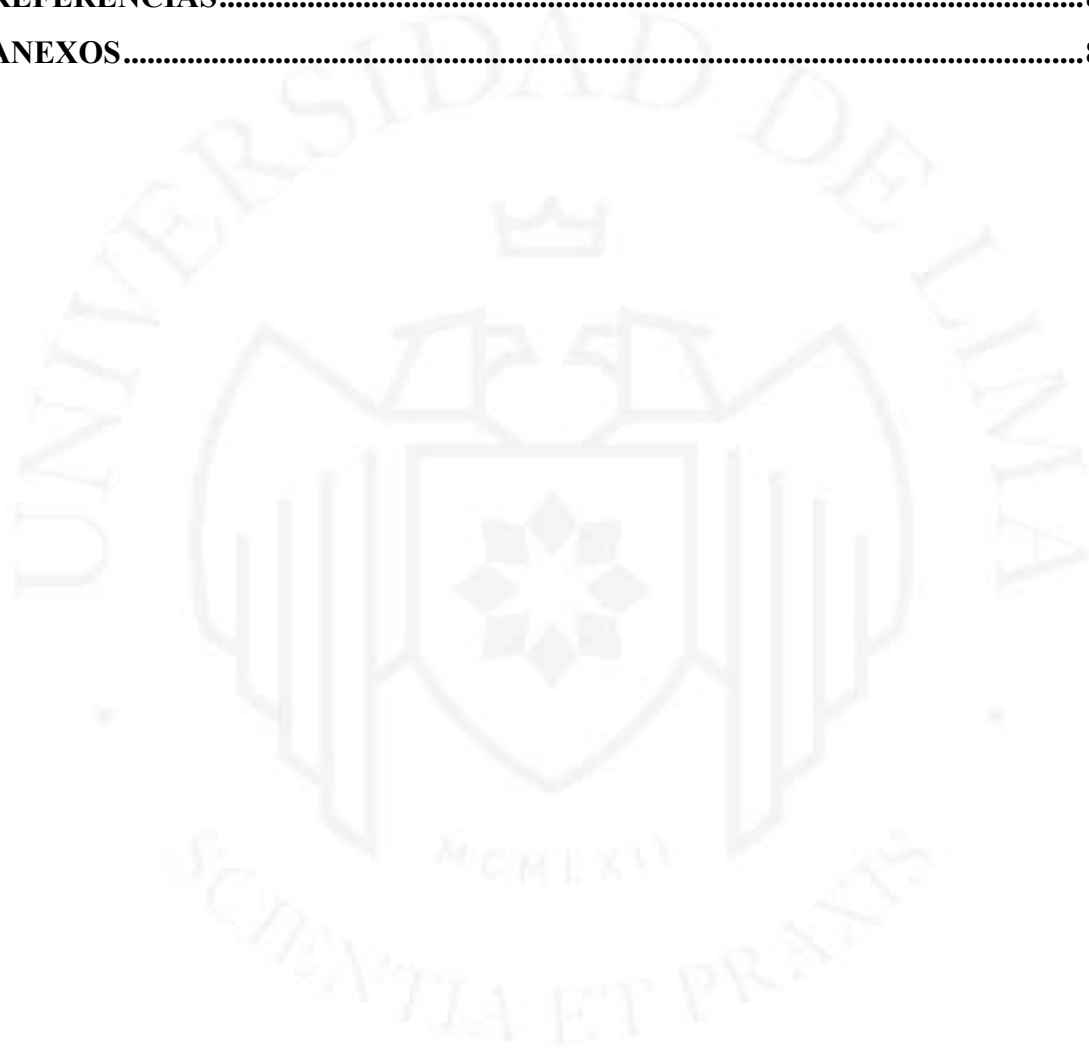 REFERENCIAS
ANEXOS
UNIVERSIDAD DE LIMA
MCMLXII
SCIENTIA ET PRAXIS